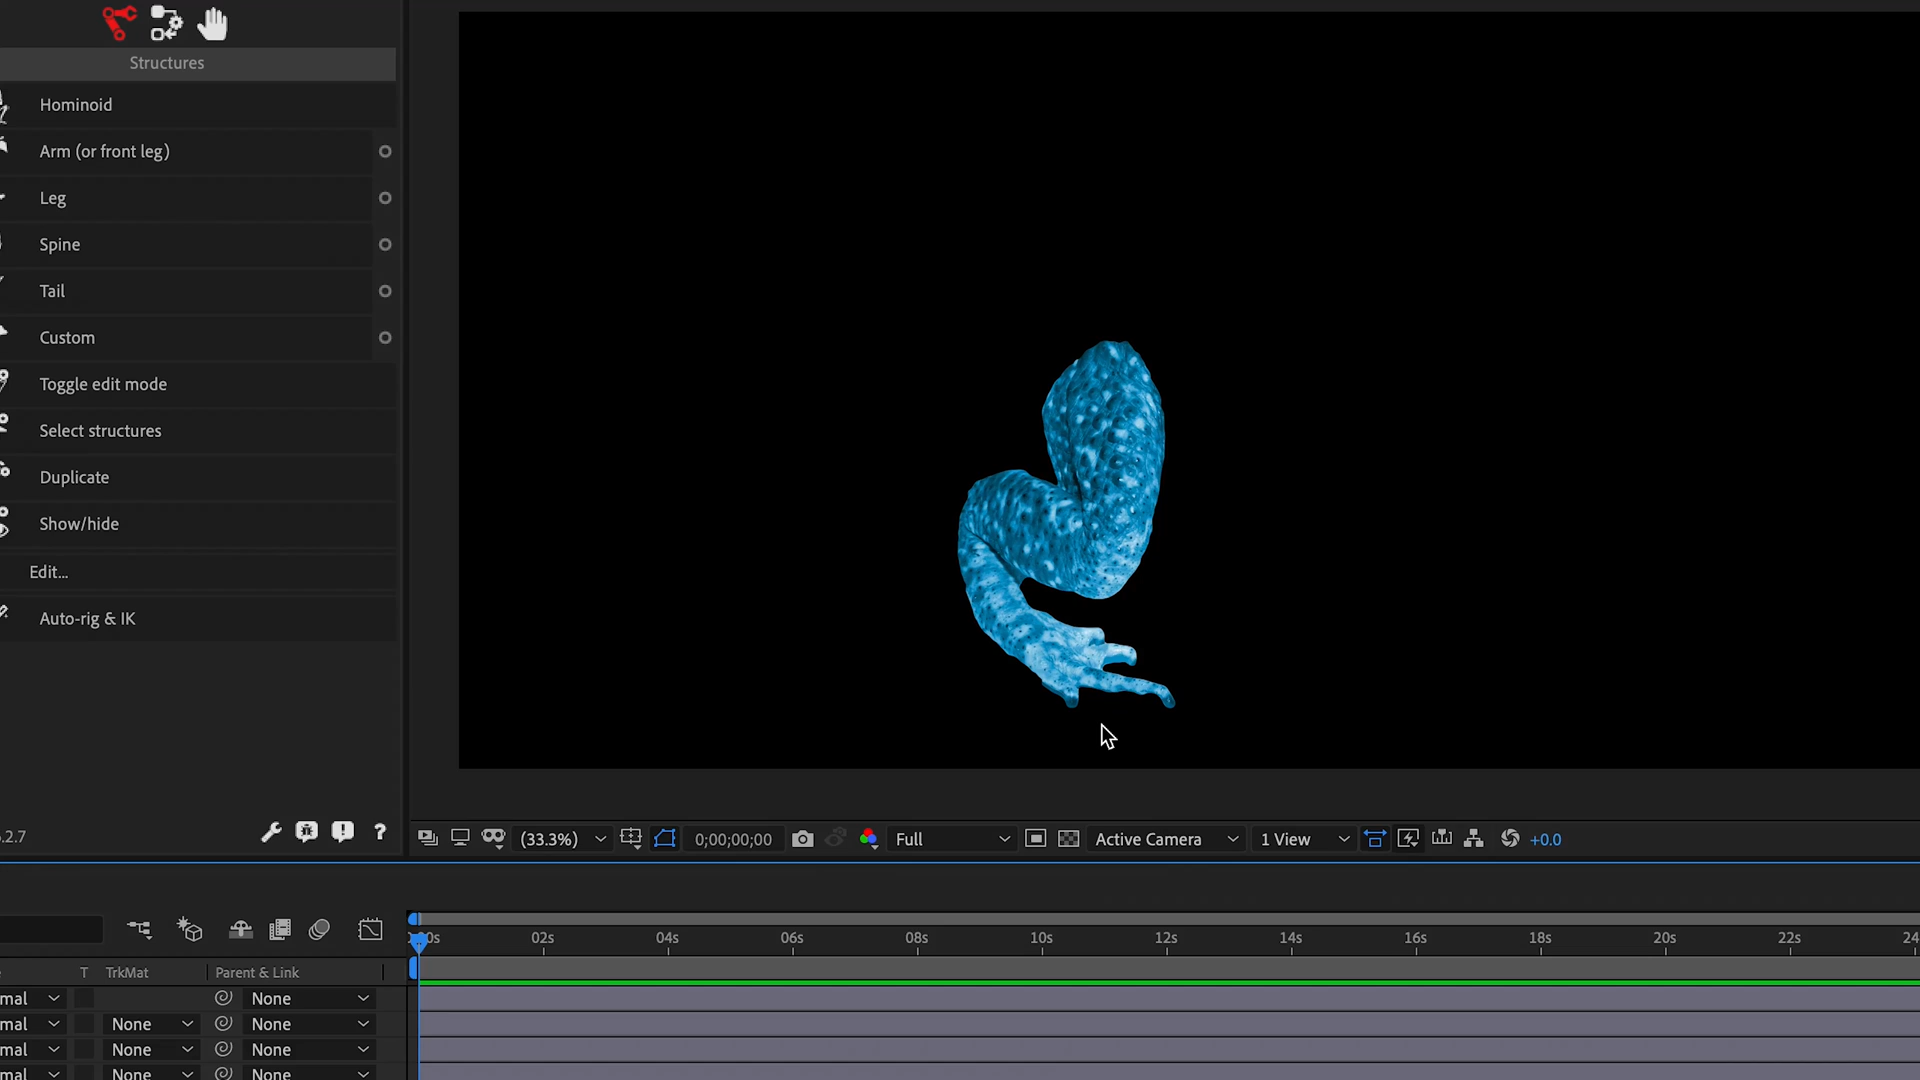 Structures
Hominoid
Arm (or front leg)
Leg
Spine
Tail
Custom
Toggle edit mode
Select structures
Duplicate
Show/hide
Edit...
Auto-rig & IK
.2.7
?
(33.3%)
0;00;00;00
Full
Active Camera
1 View
+0.0
02s 04s 06s 08s 10s 12s 14s 16s 18s 20s 22s 24
T TrkMat Parent & Link
mal None
mal None None
mal None None
mal None None